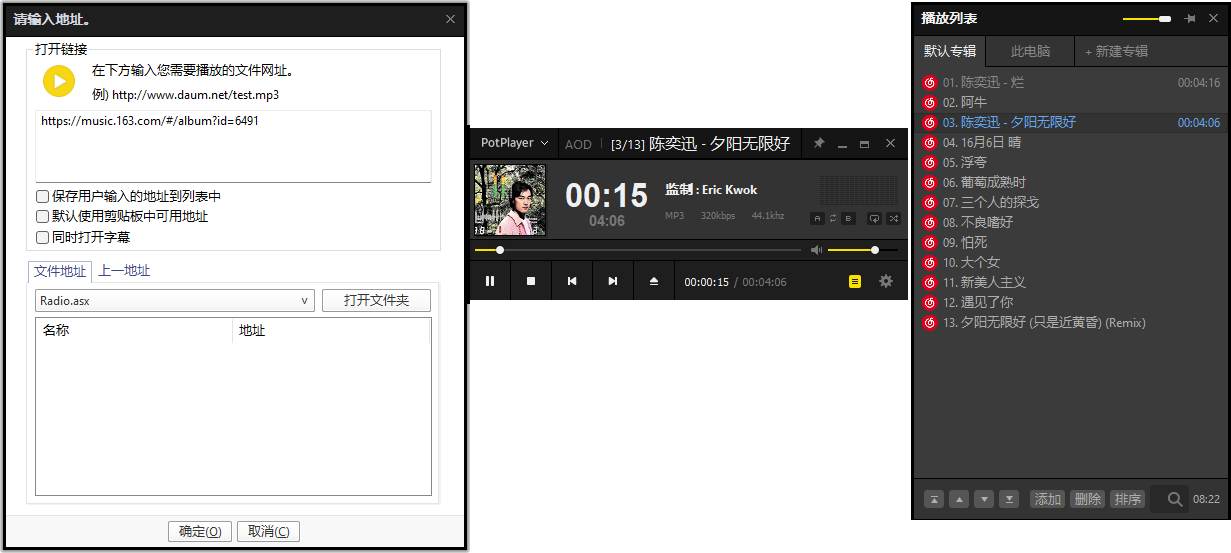 请输入地址。
打开链接
在下方输入您需要播放的文件网址。
例) http://www.daum.net/test.mp3
https://music.163.com/#/album?id=6491
保存用户输入的地址到列表中
默认使用剪贴板中可用地址
同时打开字幕
文件地址 上一地址
Radio.asx v 打开文件夹
名称 地址
确定(O) 取消(C)
PotPlayer AOD [3/13] 陈奕迅 - 夕阳无限好
00:15
04:06
监制 : Eric Kwok
MP3 320kbps 44.1khz
A B
00:00:15 / 00:04:06
播放列表
默认专辑 此电脑 + 新建专辑
01. 陈奕迅 - 烂 00:04:16
02. 阿牛
03. 陈奕迅 - 夕阳无限好 00:04:06
04. 16月6日 晴
05. 浮夸
06. 葡萄成熟时
07. 三个人的探戈
08. 不良嗜好
09. 怕死
10. 大个女
11. 新美人主义
12. 遇见了你
13. 夕阳无限好 (只是近黄昏) (Remix)
添加 删除 排序 08:22